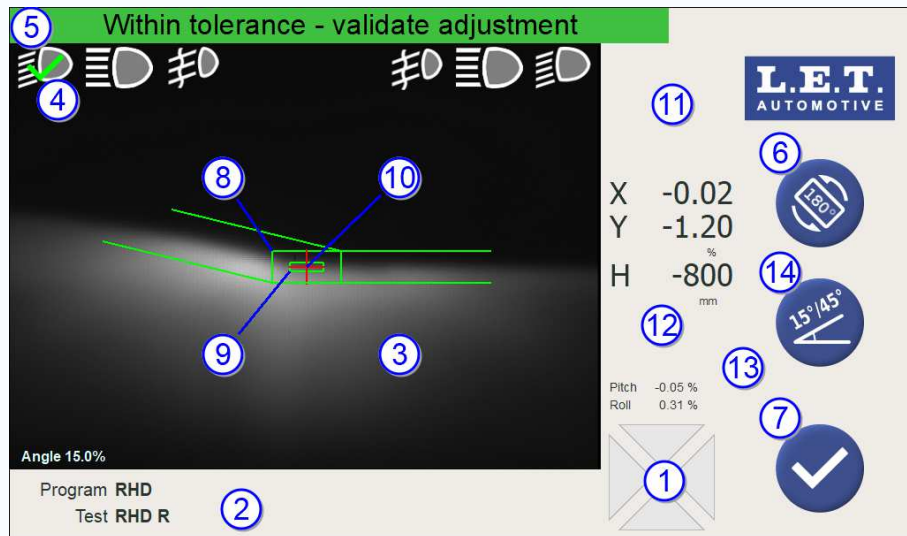 5
Within tolerance - validate adjustment
4
11
L.E.T.
AUTOMOTIVE
6
180°
8
10
X -0.02
Y -1.20
%
H -800
mm
14
15°/45°
9
3
12
13
Pitch -0.05 %
Roll 0.31 %
7
Angle 15.0%
1
Program RHD
Test RHD R
2